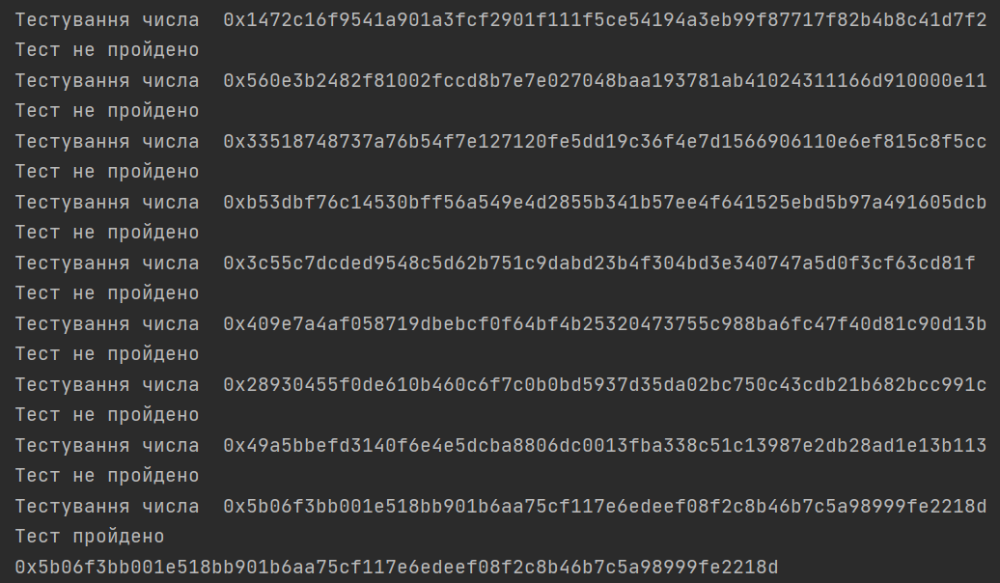 Тестування числа  0x1472c16f9541a901a3fcf2901f111f5ce54194a3eb99f87717f82b4b8c41d7f2
Тест не пройдено
Тестування числа  0x560e3b2482f81002fccd8b7e7e027048baa193781ab41024311166d910000e11
Тест не пройдено
Тестування числа  0x33518748737a76b54f7e127120fe5dd19c36f4e7d1566906110e6ef815c8f5cc
Тест не пройдено
Тестування числа  0xb53dbf76c14530bff56a549e4d2855b341b57ee4f641525ebd5b97a491605dcb
Тест не пройдено
Тестування числа  0x3c55c7dcded9548c5d62b751c9dabd23b4f304bd3e340747a5d0f3cf63cd81f
Тест не пройдено
Тестування числа  0x409e7a4af058719dbebcf0f64bf4b25320473755c988ba6fc47f40d81c90d13b
Тест не пройдено
Тестування числа  0x28930455f0de610b460c6f7c0b0bd5937d35da02bc750c43cdb21b682bcc991c
Тест не пройдено
Тестування числа  0x49a5bbefd3140f6e4e5dcba8806dc0013fba338c51c13987e2db28ad1e13b113
Тест не пройдено
Тестування числа  0x5b06f3bb001e518bb901b6aa75cf117e6edeef08f2c8b46b7c5a98999fe2218d
Тест пройдено
0x5b06f3bb001e518bb901b6aa75cf117e6edeef08f2c8b46b7c5a98999fe2218d